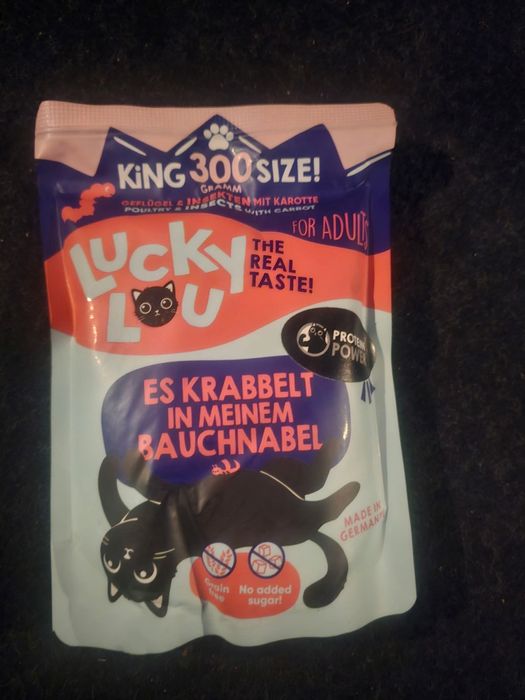 KiNG 300 SIZE!
GRAMM
GEFLÜGEL & INSEKTEN MIT KAROTTE
POULTRY & INSECTS WITH CARROT
FOR ADULTS
LUCKY
LOU
THE
REAL
TASTE!
PROTEIN
POWER
ES KRABBELT
IN MEINEM
BAUCHNABEL
MADE IN
GERMANY
Grain
free
No added
sugar!